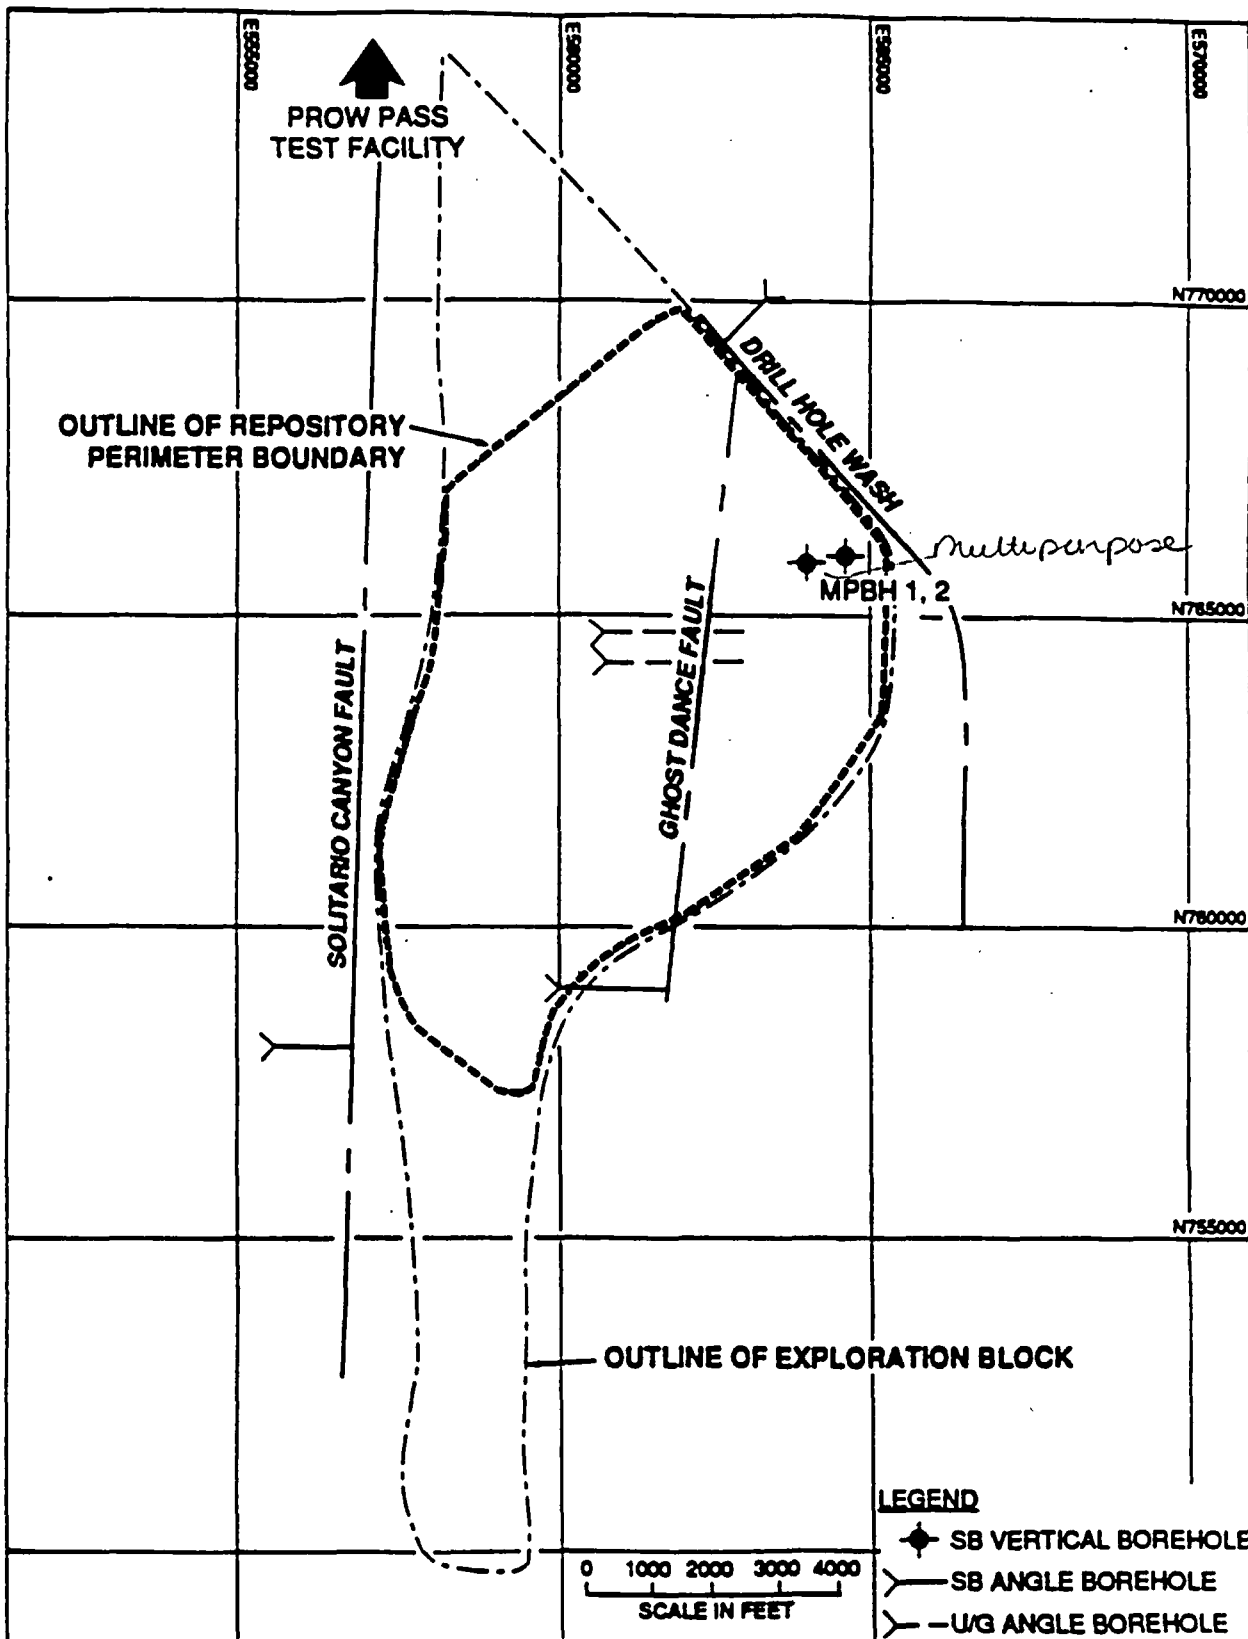 E555000
E560000
E565000
E570000
PROW PASS
TEST FACILITY
N770000
DRILL HOLE WASH
OUTLINE OF REPOSITORY
PERIMETER BOUNDARY
Multipurpose
MPBH 1, 2
N765000
SOLITARIO CANYON FAULT
GHOST DANCE FAULT
N760000
N755000
OUTLINE OF EXPLORATION BLOCK
LEGEND
SB VERTICAL BOREHOLE
SB ANGLE BOREHOLE
U/G ANGLE BOREHOLE
0 1000 2000 3000 4000
SCALE IN FEET